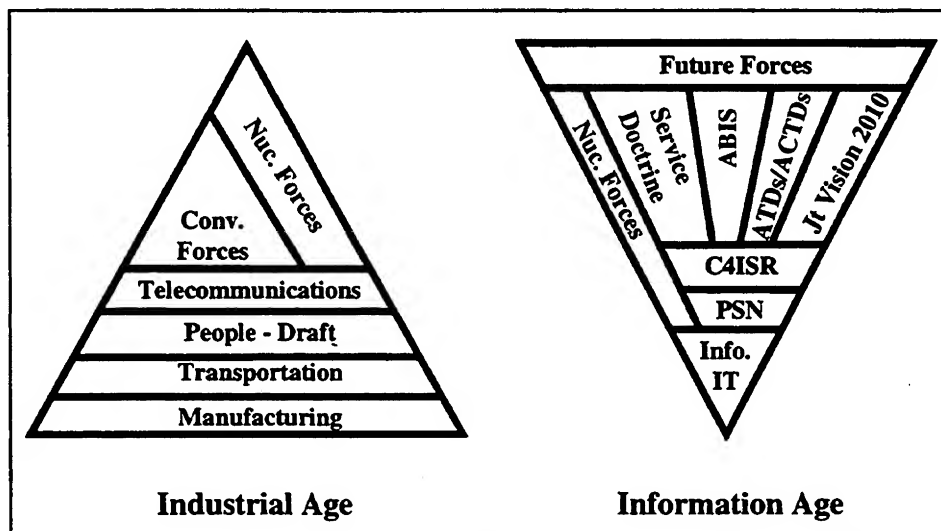 Nuc. Forces
Conv.
Forces
Telecommunications
People - Draft
Transportation
Manufacturing
Industrial Age
Future Forces
Nuc. Forces
Service
Doctrine
ABIS
ATDs/ACTDs
Jt Vision 2010
C4ISR
PSN
Info.
IT
Information Age